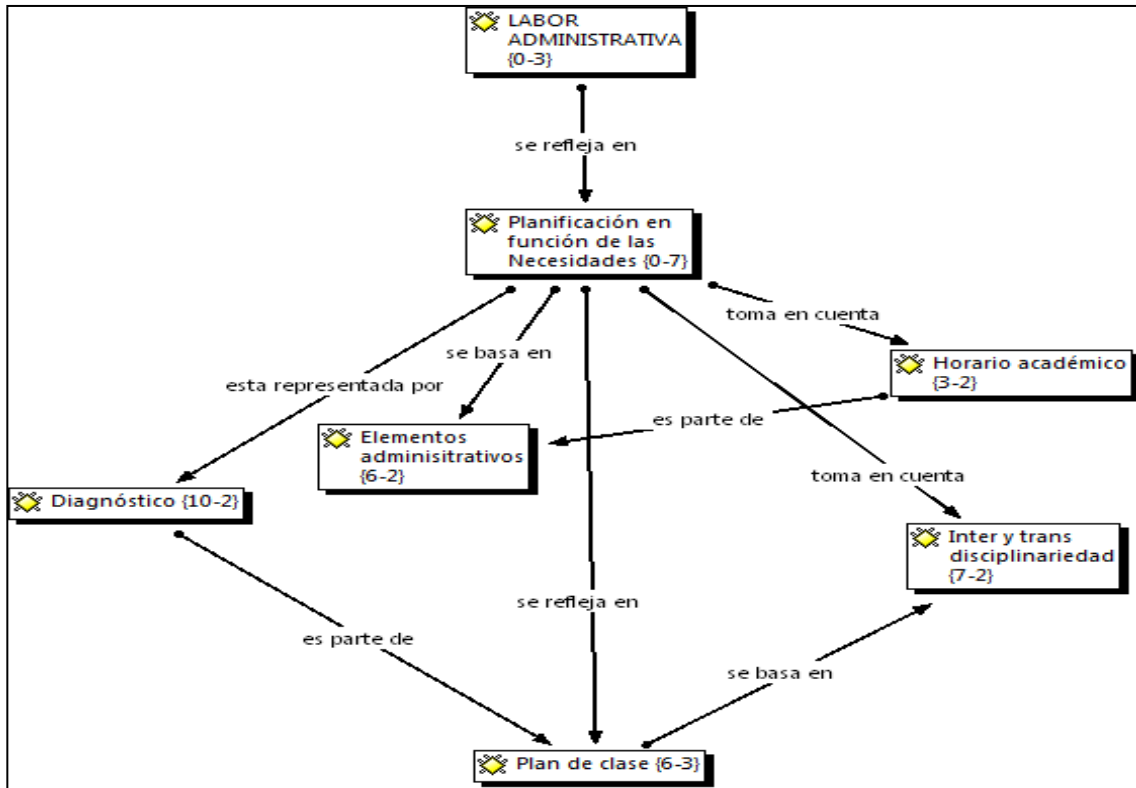 LABOR
ADMINISTRATIVA
{0-3}
se refleja en
Planificación en
función de las
Necesidades {0-7}
toma en cuenta
se basa en
Horario académico
{3-2}
esta representada por
es parte de
Elementos
adminisitrativos
{6-2}
toma en cuenta
Diagnóstico {10-2}
Inter y trans
disciplinariedad
{7-2}
se refleja en
es parte de
se basa en
Plan de clase {6-3}